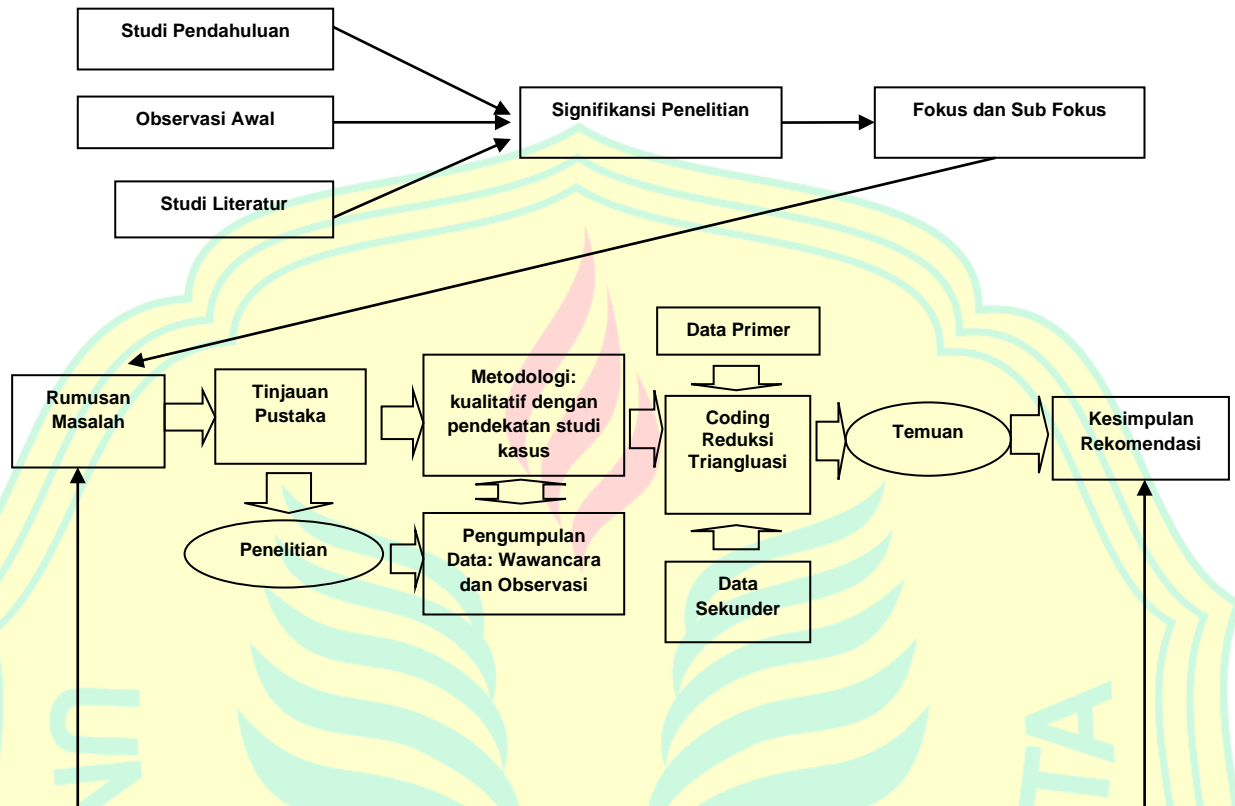 Studi Pendahuluan
Observasi Awal
Studi Literatur
Signifikansi Penelitian
Fokus dan Sub Fokus
Rumusan
Masalah
Tinjauan
Pustaka
Penelitian
Metodologi:
kualitatif dengan
pendekatan studi
kasus
Pengumpulan
Data: Wawancara
dan Observasi
Data Primer
Coding
Reduksi
Triangluasi
Data
Sekunder
Temuan
Kesimpulan
Rekomendasi
UN
TA